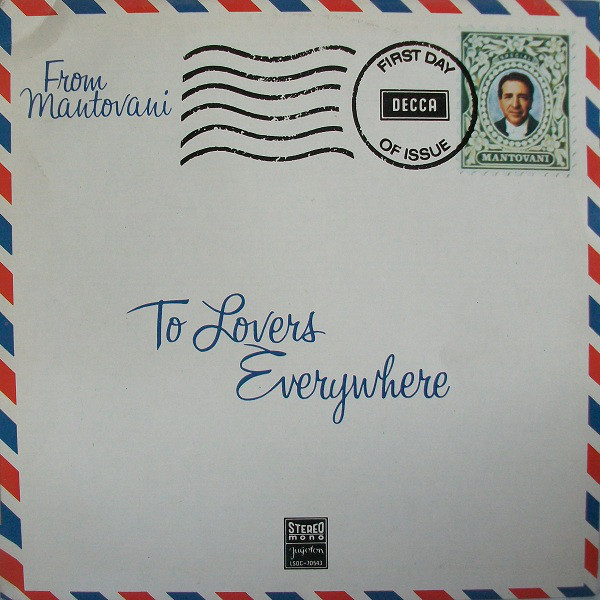 From
Mantovani
FIRST DAY
DECCA
OF ISSUE
MANTOVANI
To Lovers
Everywhere
STEREO
mono
Jugoton
LSDC-70543